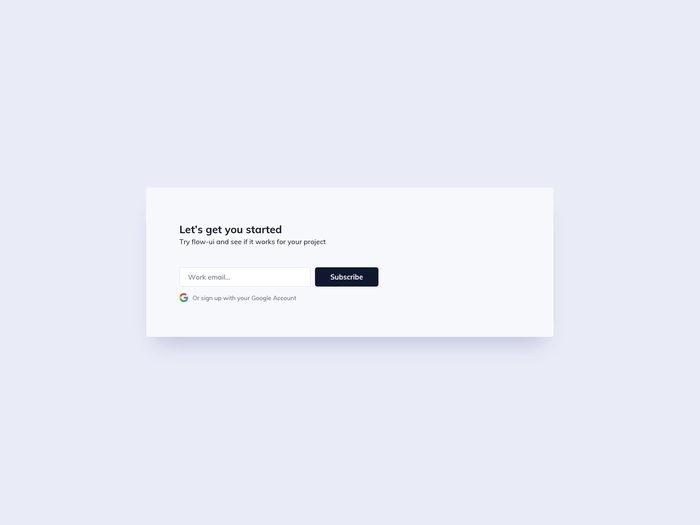 Let's get you started
Try flow-ui and see if it works for your project
Work email...
Subscribe
Or sign up with your Google Account